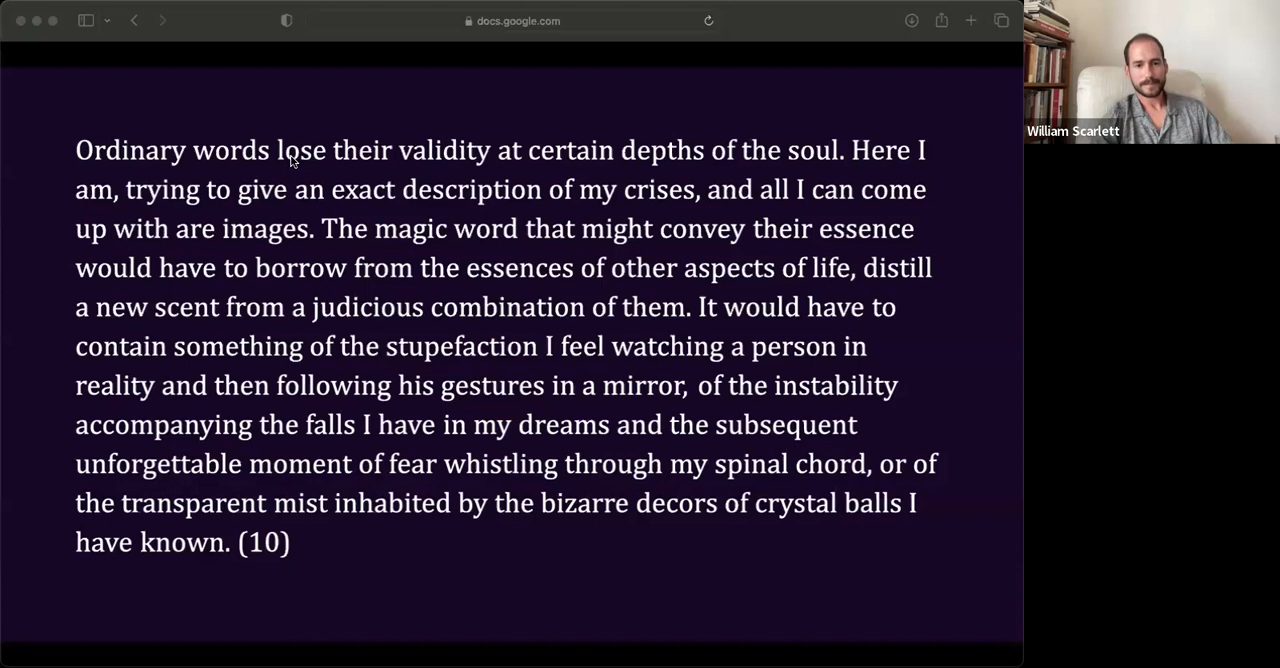 docs.google.com
Ordinary words lose their validity at certain depths of the soul. Here I
am, trying to give an exact description of my crises, and all I can come
up with are images. The magic word that might convey their essence
would have to borrow from the essences of other aspects of life, distill
a new scent from a judicious combination of them. It would have to
contain something of the stupefaction I feel watching a person in
reality and then following his gestures in a mirror, of the instability
accompanying the falls I have in my dreams and the subsequent
unforgettable moment of fear whistling through my spinal chord, or of
the transparent mist inhabited by the bizarre decors of crystal balls I
have known. (10)
William Scarlett